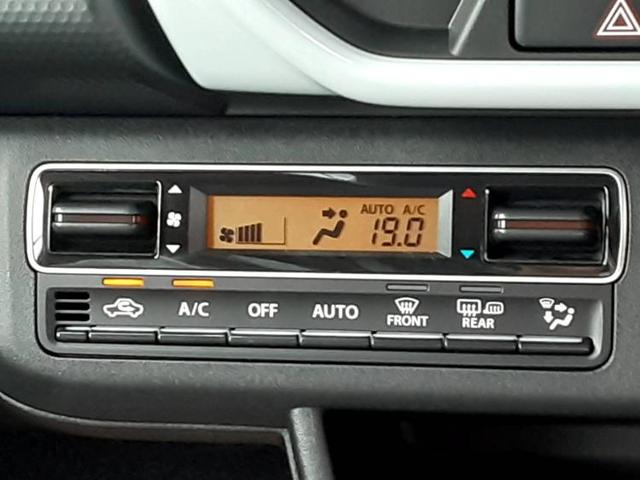 AUTO A/C
19.0
A/C OFF AUTO FRONT REAR